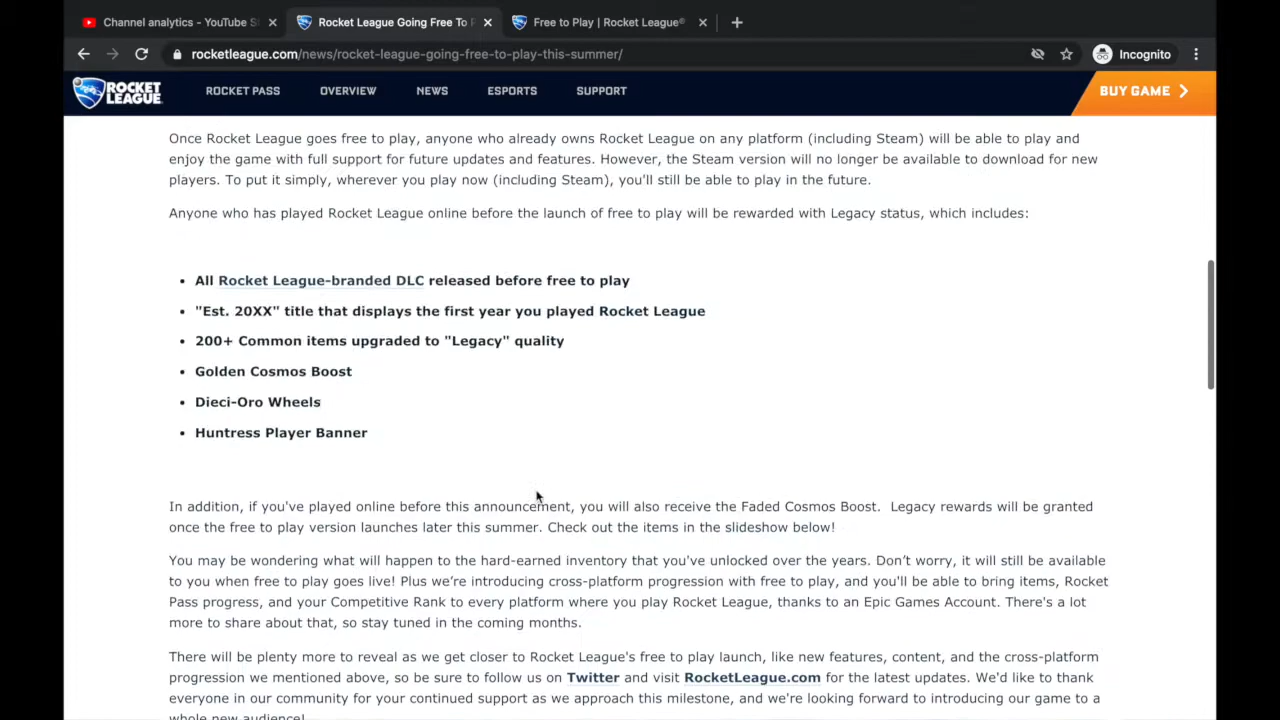 Channel analytics - YouTube S
Rocket League Going Free To P
Free to Play | Rocket League®
rocketleague.com/news/rocket-league-going-free-to-play-this-summer/
Incognito
ROCKET LEAGUE
ROCKET PASS
OVERVIEW
NEWS
ESPORTS
SUPPORT
BUY GAME
Once Rocket League goes free to play, anyone who already owns Rocket League on any platform (including Steam) will be able to play and
enjoy the game with full support for future updates and features. However, the Steam version will no longer be available to download for new
players. To put it simply, wherever you play now (including Steam), you'll still be able to play in the future.
Anyone who has played Rocket League online before the launch of free to play will be rewarded with Legacy status, which includes:
• All Rocket League-branded DLC released before free to play
• "Est. 20XX" title that displays the first year you played Rocket League
• 200+ Common items upgraded to "Legacy" quality
• Golden Cosmos Boost
• Dieci-Oro Wheels
• Huntress Player Banner
In addition, if you've played online before this announcement, you will also receive the Faded Cosmos Boost.  Legacy rewards will be granted
once the free to play version launches later this summer. Check out the items in the slideshow below!
You may be wondering what will happen to the hard-earned inventory that you've unlocked over the years. Don’t worry, it will still be available
to you when free to play goes live! Plus we’re introducing cross-platform progression with free to play, and you'll be able to bring items, Rocket
Pass progress, and your Competitive Rank to every platform where you play Rocket League, thanks to an Epic Games Account. There's a lot
more to share about that, so stay tuned in the coming months.
There will be plenty more to reveal as we get closer to Rocket League's free to play launch, like new features, content, and the cross-platform
progression we mentioned above, so be sure to follow us on Twitter and visit RocketLeague.com for the latest updates. We'd like to thank
everyone in our community for your continued support as we approach this milestone, and we're looking forward to introducing our game to a
whole new audience!